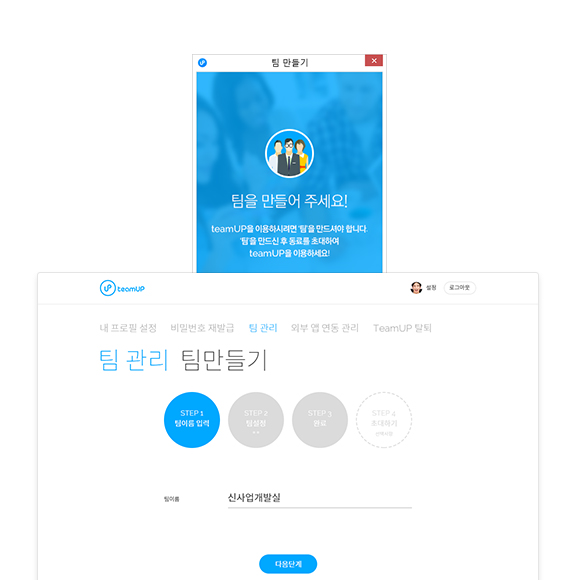 팀 만들기
팀을 만들어 주세요!
teamUP을 이용하시려면 '팀'을 만드셔야 합니다.
'팀'을 만드신 후 동료를 초대하여
teamUP을 이용하세요!
teamUP
설정 로그아웃
내 프로필 설정 비밀번호 재발급 팀 관리 외부 앱 연동 관리 TeamUP 탈퇴
팀 관리 팀만들기
STEP 1 STEP 2 STEP 3 STEP 4
팀이름 입력 팀설정 완료 초대하기
선택사항
팀이름 신사업개발실
다음단계